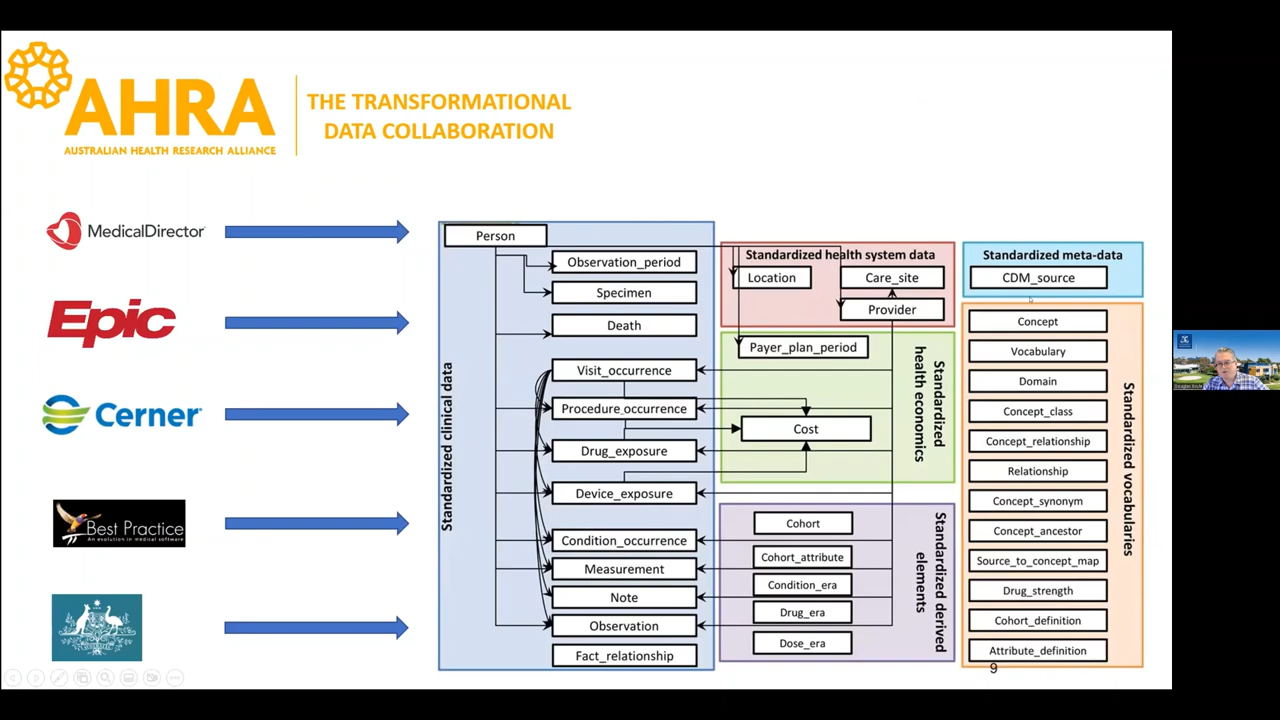 AHRA
AUSTRALIAN HEALTH RESEARCH ALLIANCE
THE TRANSFORMATIONAL
DATA COLLABORATION
MedicalDirector
Epic
Cerner
Best Practice
An evolution in medical software
Standardized clinical data
Person
Observation_period
Specimen
Death
Visit_occurrence
Procedure_occurrence
Drug_exposure
Device_exposure
Condition_occurrence
Measurement
Note
Observation
Fact_relationship
Standardized health system data
Location
Care_site
Provider
Payer_plan_period
Cost
Standardized
health economics
Cohort
Cohort_attribute
Condition_era
Drug_era
Dose_era
Standardized derived
elements
Standardized meta-data
CDM_source
Concept
Vocabulary
Domain
Concept_class
Concept_relationship
Relationship
Concept_synonym
Concept_ancestor
Source_to_concept_map
Drug_strength
Cohort_definition
Attribute_definition
Standardized vocabularies
9